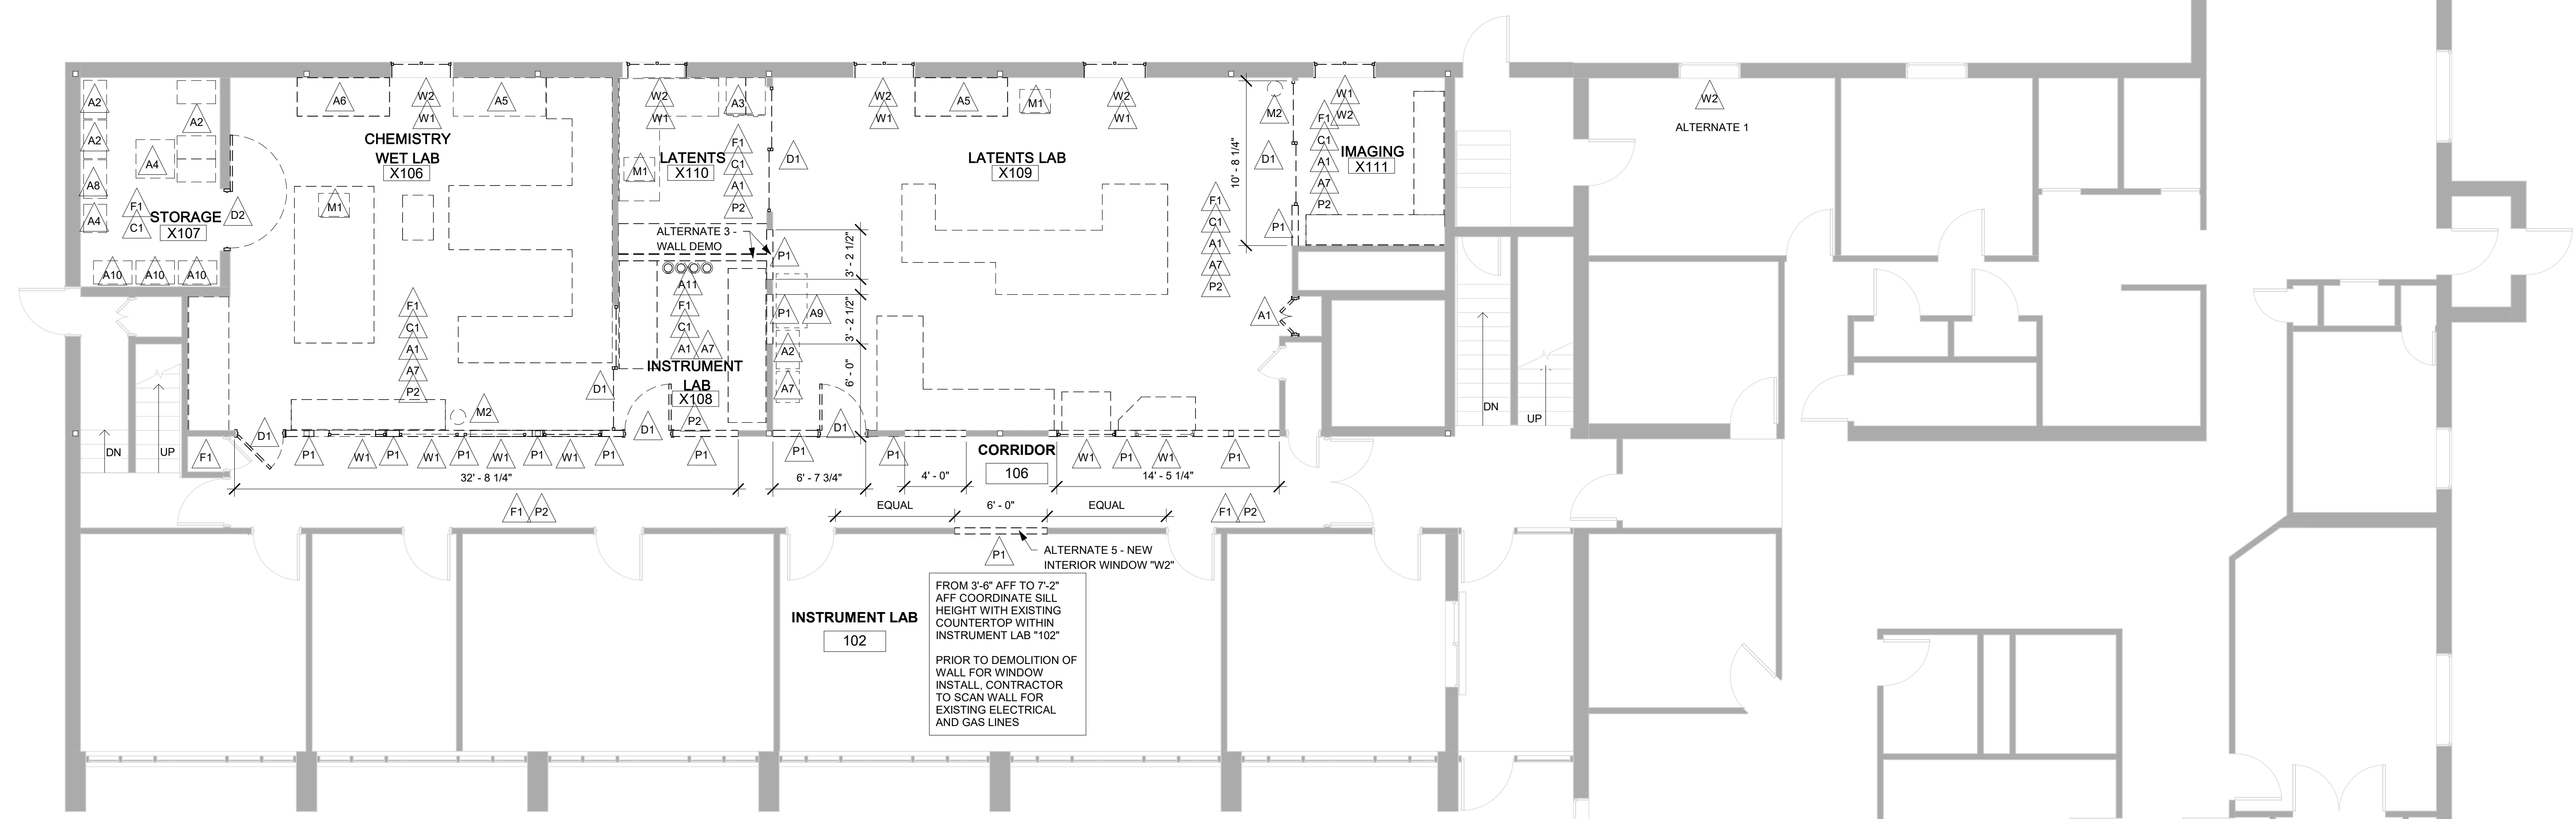 A2
A2
A8
A4
A2
A4
F1
C1
STORAGE
X107
A10
A10
A10
D2
A6
W2
W1
A5
CHEMISTRY
WET LAB
X106
M1
F1
C1
A1
A7
P2
M2
D1
D1
W2
W1
A3
F1
C1
A1
P2
LATENTS
X110
M1
ALTERNATE 3 -
WALL DEMO
A11
F1
C1
A1
A7
INSTRUMENT
LAB
X108
P2
D1
D1
W2
W1
A5
M1
W2
W1
LATENTS LAB
X109
F1
C1
A1
A7
P2
P1
P1
A9
A2
A7
3' - 2 1/2"
3' - 2 1/2"
6' - 0"
D1
10' - 8 1/4"
M2
D1
P1
A1
W1
W2
F1
C1
A1
A7
P2
IMAGING
X111
W2
ALTERNATE 1
DN
UP
DN
UP
F1
P1
W1
P1
W1
P1
W1
P1
W1
P1
P1
P1
P1
CORRIDOR
106
W1
P1
W1
P1
32' - 8 1/4"
6' - 7 3/4"
4' - 0"
14' - 5 1/4"
F1
P2
EQUAL
6' - 0"
EQUAL
F1
P2
P1
ALTERNATE 5 - NEW
INTERIOR WINDOW "W2"
FROM 3'-6" AFF TO 7'-2"
AFF COORDINATE SILL
HEIGHT WITH EXISTING
COUNTERTOP WITHIN
INSTRUMENT LAB "102"
PRIOR TO DEMOLITION OF
WALL FOR WINDOW
INSTALL, CONTRACTOR
TO SCAN WALL FOR
EXISTING ELECTRICAL
AND GAS LINES
INSTRUMENT LAB
102